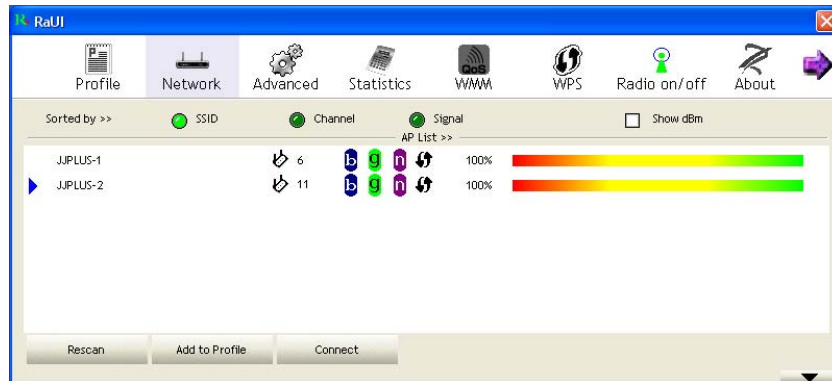 RaUI
Profile Network Advanced Statistics QoS WMM WPS Radio on/off About
Sorted by >> SSID Channel Signal Show dBm
AP List >>
JJPLUS-1 6 b g n 100%
JJPLUS-2 11 b g n 100%
Rescan Add to Profile Connect